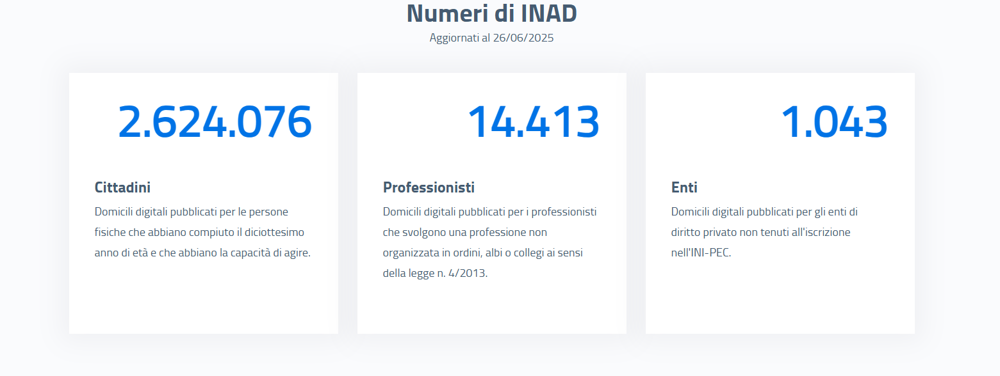 Numeri di INAD
Aggiornati al 26/06/2025
2.624.076
Cittadini
Domicili digitali pubblicati per le persone
fisiche che abbiano compiuto il diciottesimo
anno di età e che abbiano la capacità di agire.
14.413
Professionisti
Domicili digitali pubblicati per i professionisti
che svolgono una professione non
organizzata in ordini, albi o collegi ai sensi
della legge n. 4/2013.
1.043
Enti
Domicili digitali pubblicati per gli enti di
diritto privato non tenuti all'iscrizione
nell'INI-PEC.